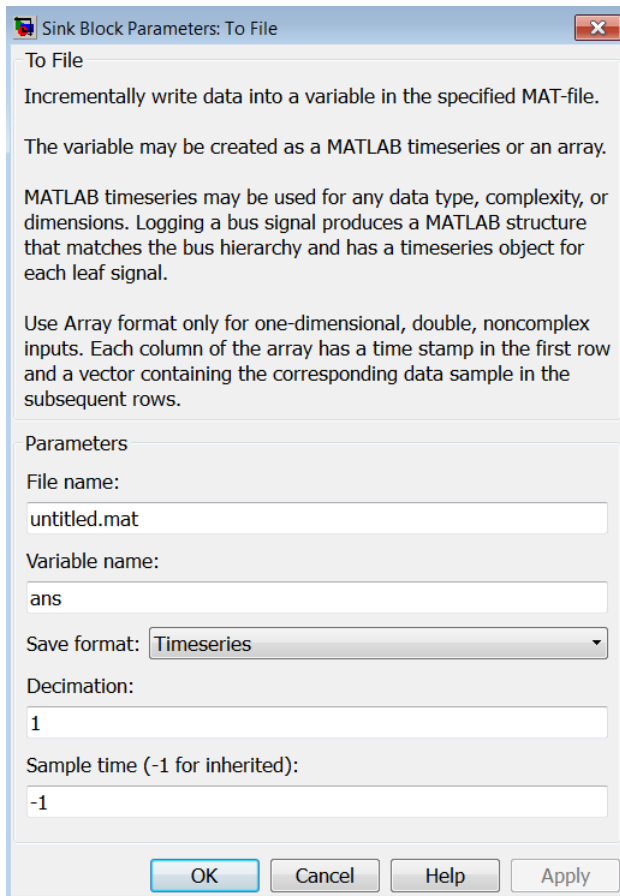 Sink Block Parameters: To File
To File
Incrementally write data into a variable in the specified MAT-file.
The variable may be created as a MATLAB timeseries or an array.
MATLAB timeseries may be used for any data type, complexity, or
dimensions. Logging a bus signal produces a MATLAB structure
that matches the bus hierarchy and has a timeseries object for
each leaf signal.
Use Array format only for one-dimensional, double, noncomplex
inputs. Each column of the array has a time stamp in the first row
and a vector containing the corresponding data sample in the
subsequent rows.
Parameters
File name:
untitled.mat
Variable name:
ans
Save format: Timeseries
Decimation:
1
Sample time (-1 for inherited):
-1
OK Cancel Help Apply